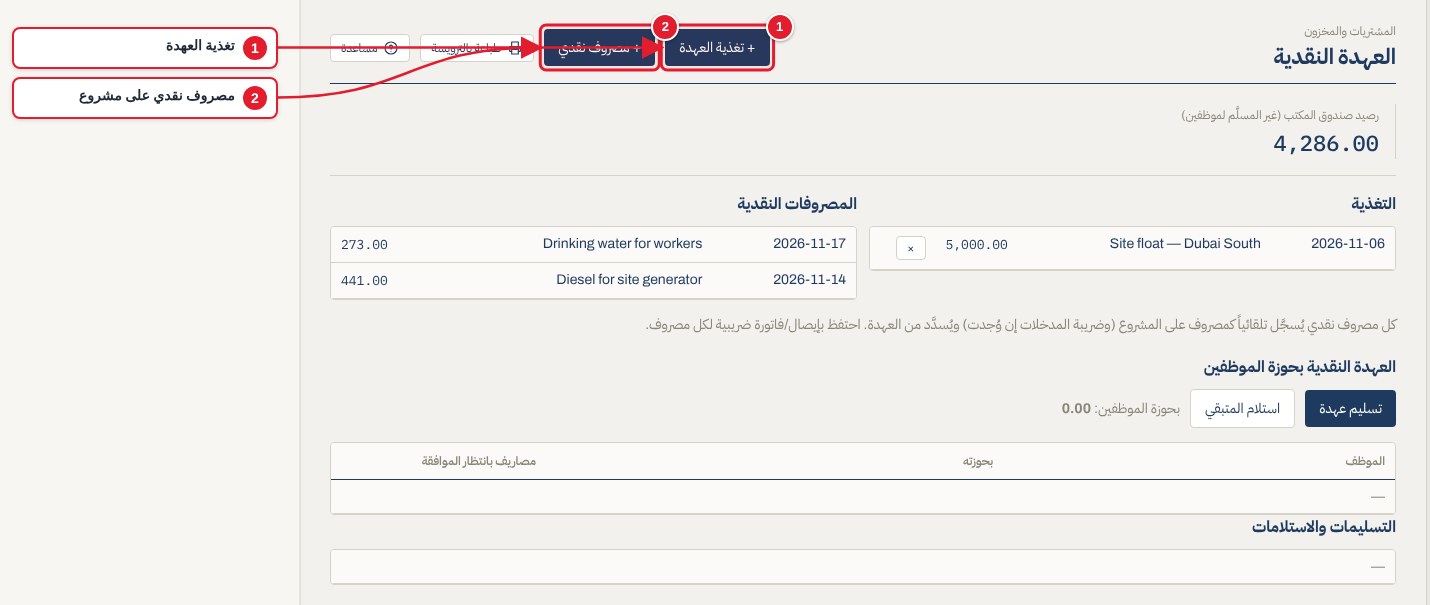 المشتريات والمخزون
العهدة النقدية
1
+ تغذية العهدة
2
+ مصروف نقدي
طباعة بالترويسة
مساعدة
1 تغذية العهدة
2 مصروف نقدي على مشروع
رصيد صندوق المكتب (غير المسلَّم لموظفين)
4,286.00
التغذية
2026-11-06 Site float — Dubai South 5,000.00 ×
المصروفات النقدية
2026-11-17 Drinking water for workers 273.00
2026-11-14 Diesel for site generator 441.00
كل مصروف نقدي يُسجَّل تلقائياً كمصروف على المشروع (وضريبة المدخلات إن وُجدت) ويُسدَّد من العهدة. احتفظ بإيصال/فاتورة ضريبية لكل مصروف.
العهدة النقدية بحوزة الموظفين
تسليم عهدة استلام المتبقي بحوزة الموظفين: 0.00
الموظف بحوزته مصاريف بانتظار الموافقة
—
التسليمات والاستلامات
—